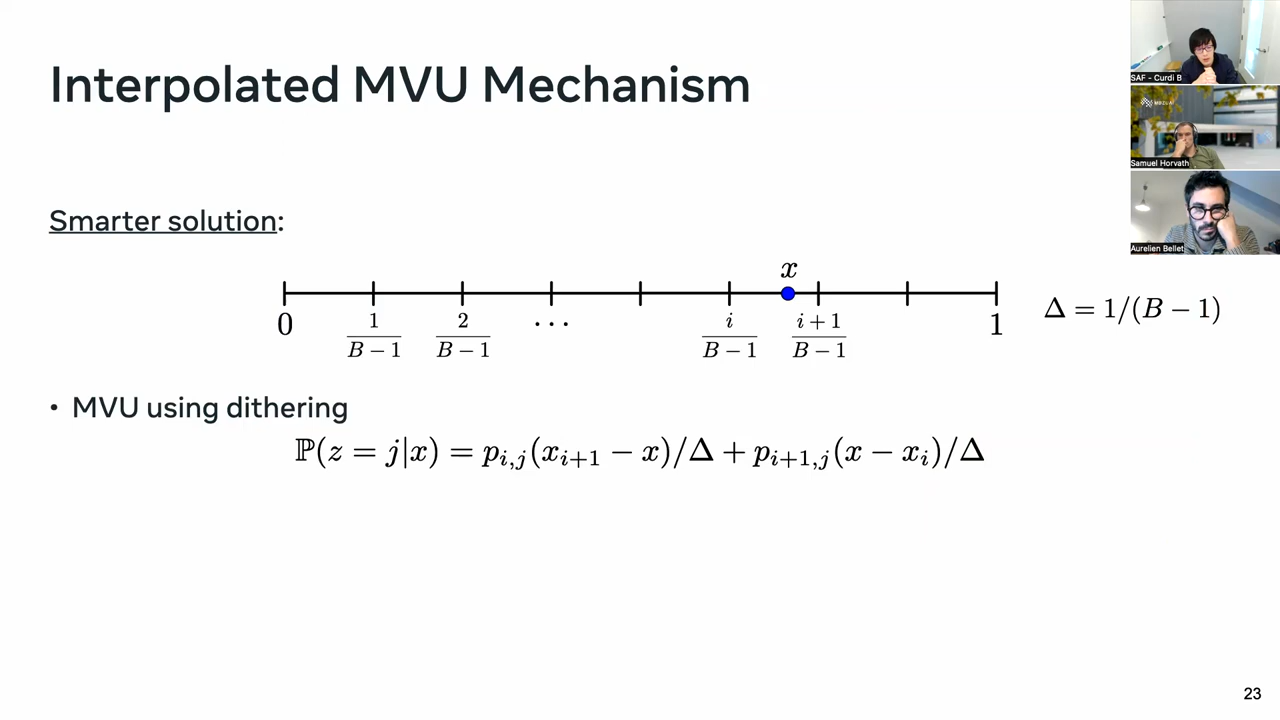 Interpolated MVU Mechanism
SAF - Curdi B
Samuel Horvath
Aurelien Bellet
Smarter solution:
x
0 1/(B − 1) 2/(B − 1) ··· i/(B − 1) (i + 1)/(B − 1) 1
Δ = 1/(B − 1)
• MVU using dithering
ℙ(z = j|x) = p_{i,j}(x_{i+1} − x)/Δ + p_{i+1,j}(x − x_i)/Δ
23